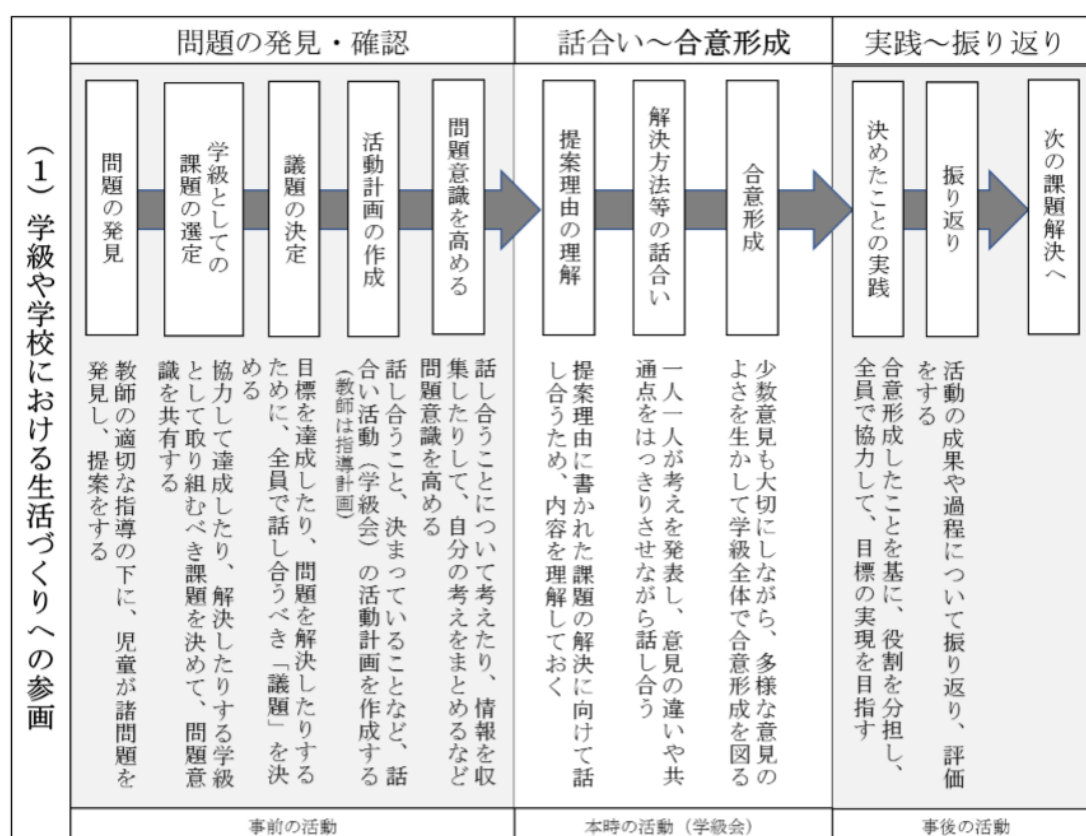 問題の発見・確認
話合い～合意形成
実践～振り返り
（１）学級や学校における生活づくりへの参画
問題の発見
学級としての
課題の選定
議題の決定
活動計画の作成
問題意識を高める
提案理由の理解
解決方法等の話合い
合意形成
決めたことの実践
振り返り
次の課題解決へ
教師の適切な指導の下に、児童が諸問題を
発見し、提案をする
協力して達成したり、解決したりする学級
として取り組むべき課題を決めて、問題意
識を共有する
目標を達成したり、問題を解決したりする
ために、全員で話し合うべき「議題」を決
める
話し合うこと、決まっていることなど、話
合い活動（学級会）の活動計画を作成する
（教師は指導計画）
話し合うことについて考えたり、情報を収
集したりして、自分の考えをまとめるなど
問題意識を高める
提案理由に書かれた課題の解決に向けて話
し合うため、内容を理解しておく
一人一人が考えを発表し、意見の違いや共
通点をはっきりさせながら話し合う
少数意見も大切にしながら、多様な意見の
よさを生かして学級全体で合意形成を図る
合意形成したことを基に、役割を分担し、
全員で協力して、目標の実現を目指す
活動の成果や過程について振り返り、評価
をする
事前の活動
本時の活動（学級会）
事後の活動